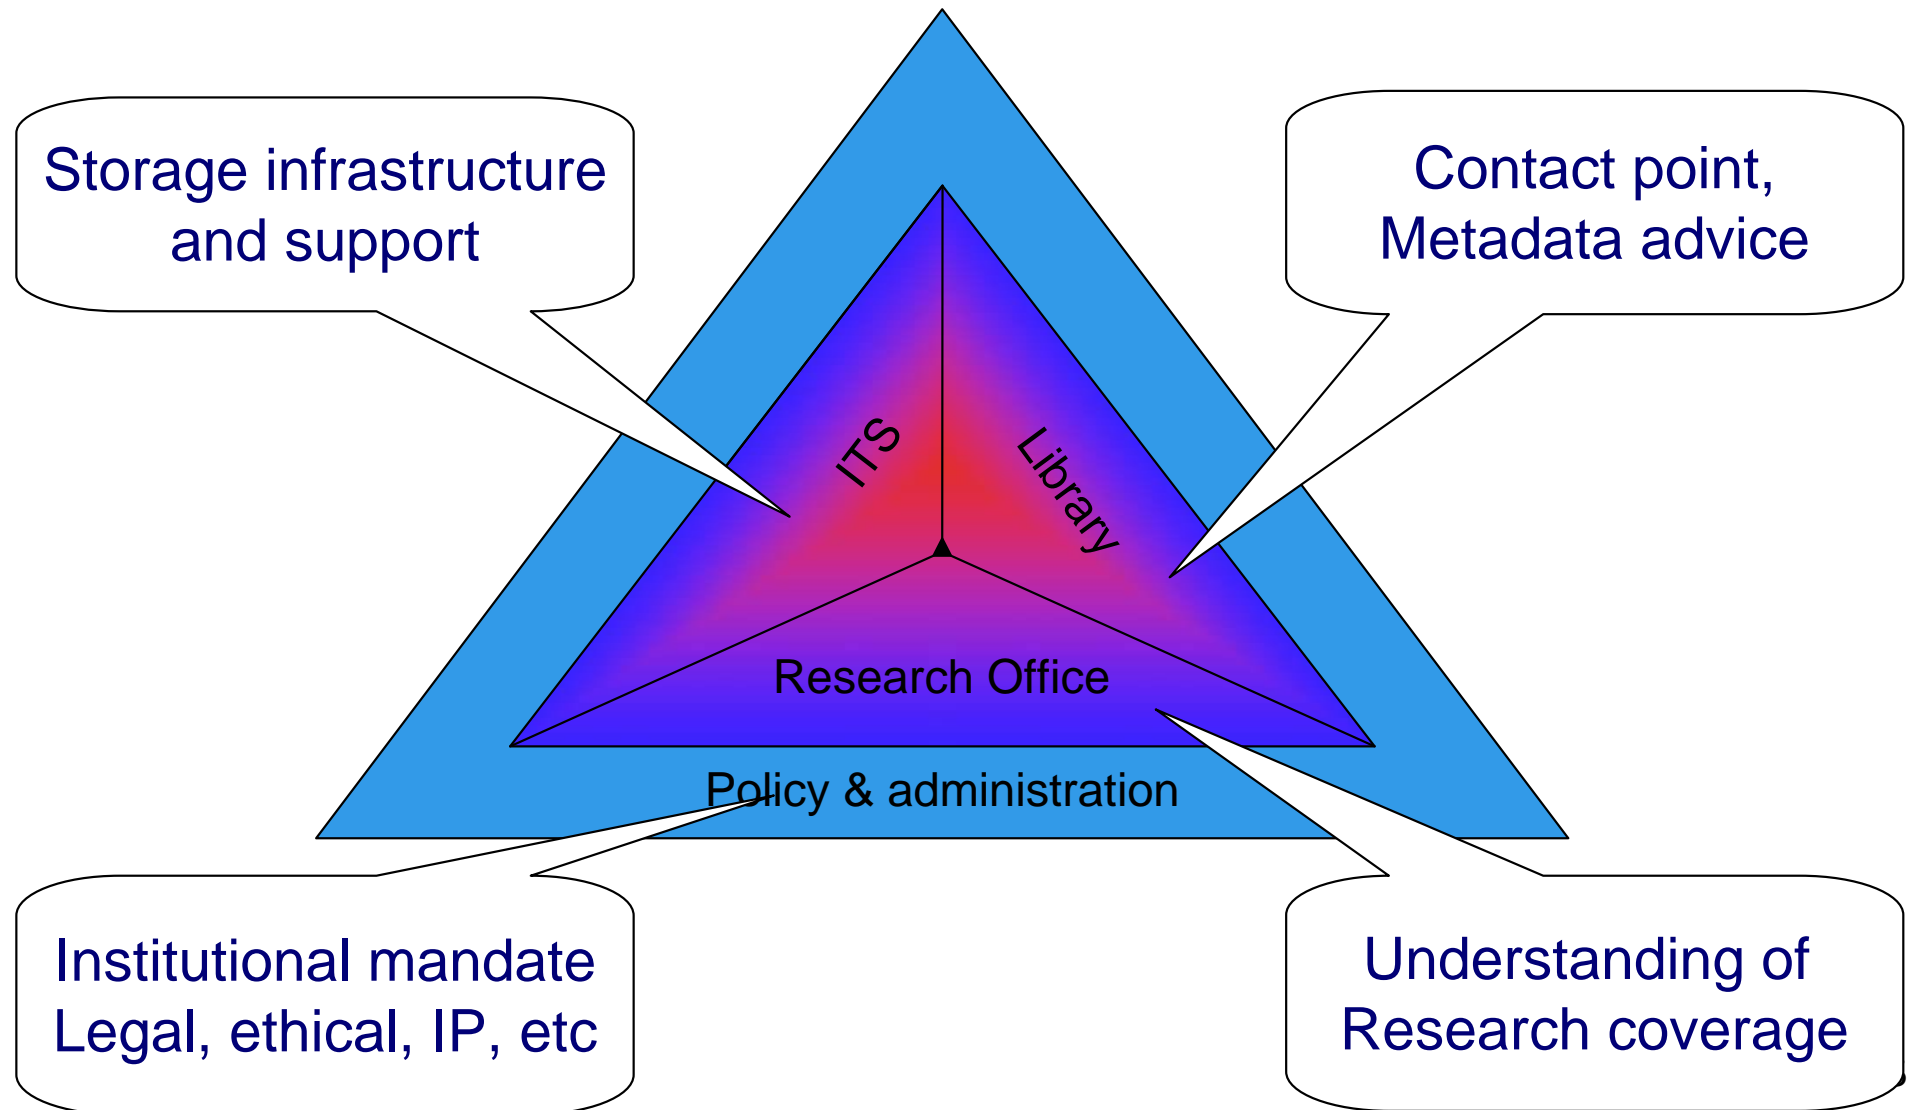 Storage infrastructure
and support
Contact point,
Metadata advice
ITS
Library
Research Office
Policy & administration
Institutional mandate
Legal, ethical, IP, etc
Understanding of
Research coverage